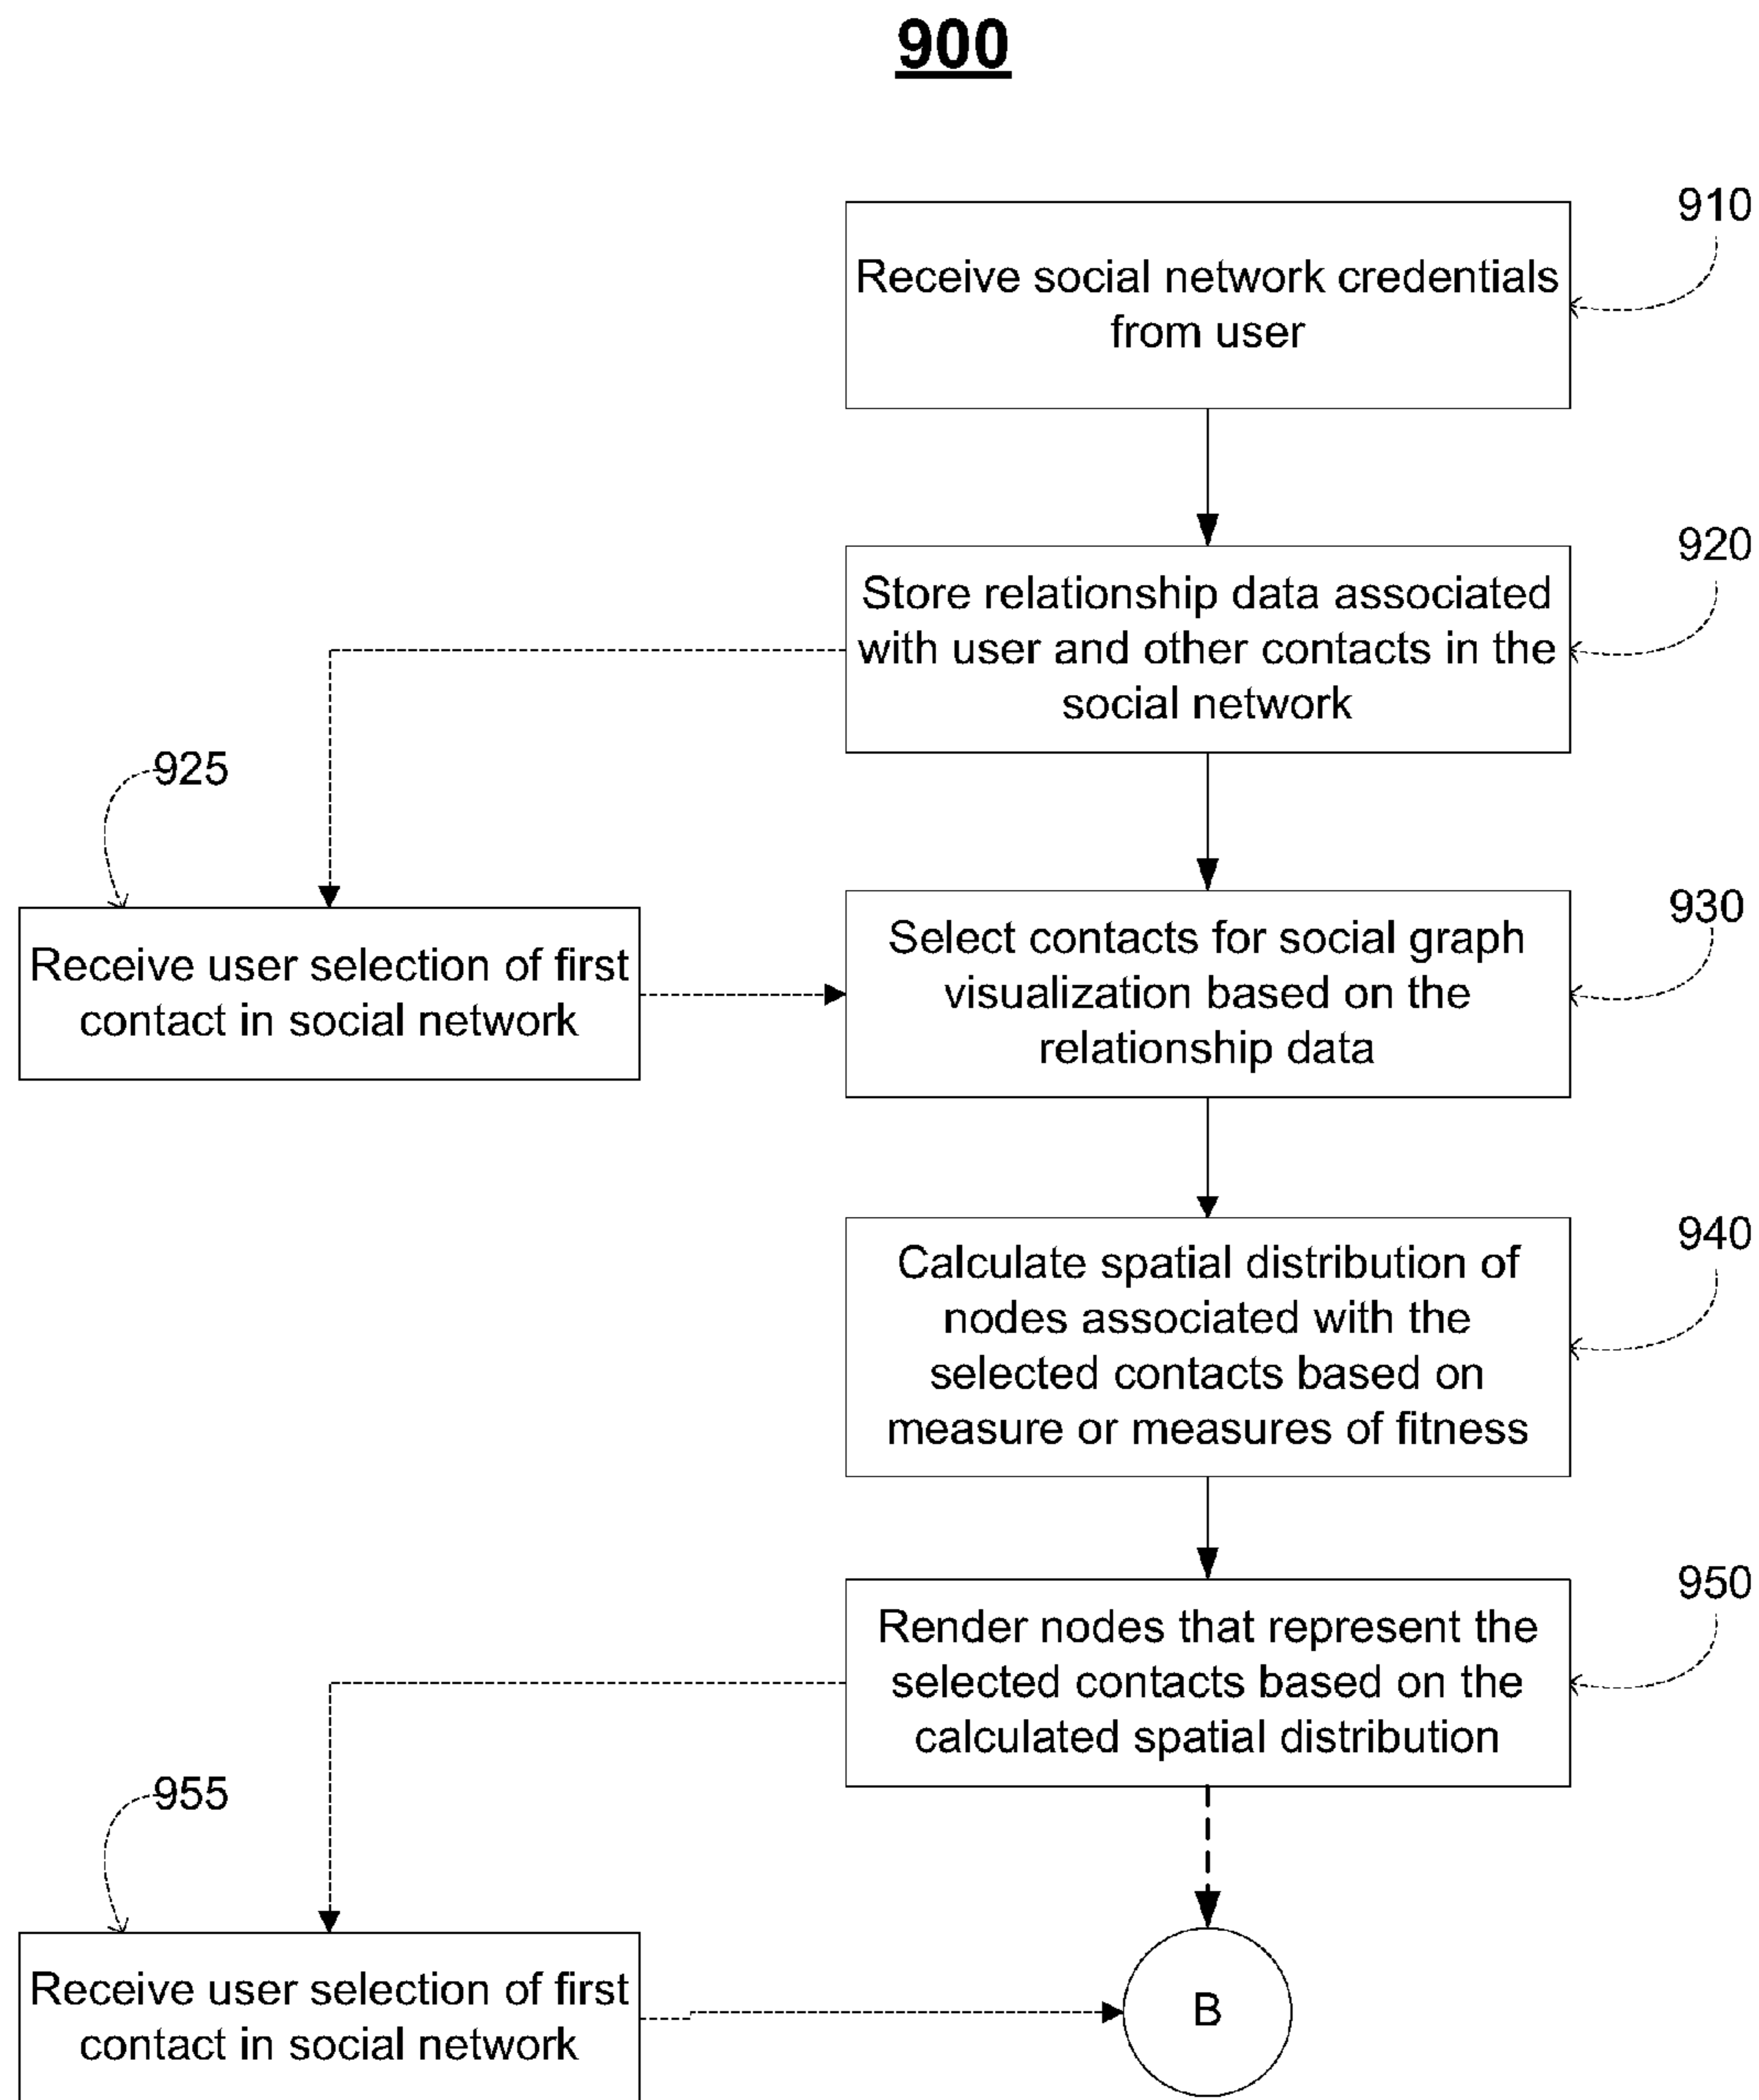 900
910
Receive social network credentials
from user
920
Store relationship data associated
with user and other contacts in the
social network
925
Receive user selection of first
contact in social network
930
Select contacts for social graph
visualization based on the
relationship data
940
Calculate spatial distribution of
nodes associated with the
selected contacts based on
measure or measures of fitness
950
Render nodes that represent the
selected contacts based on the
calculated spatial distribution
955
Receive user selection of first
contact in social network
B